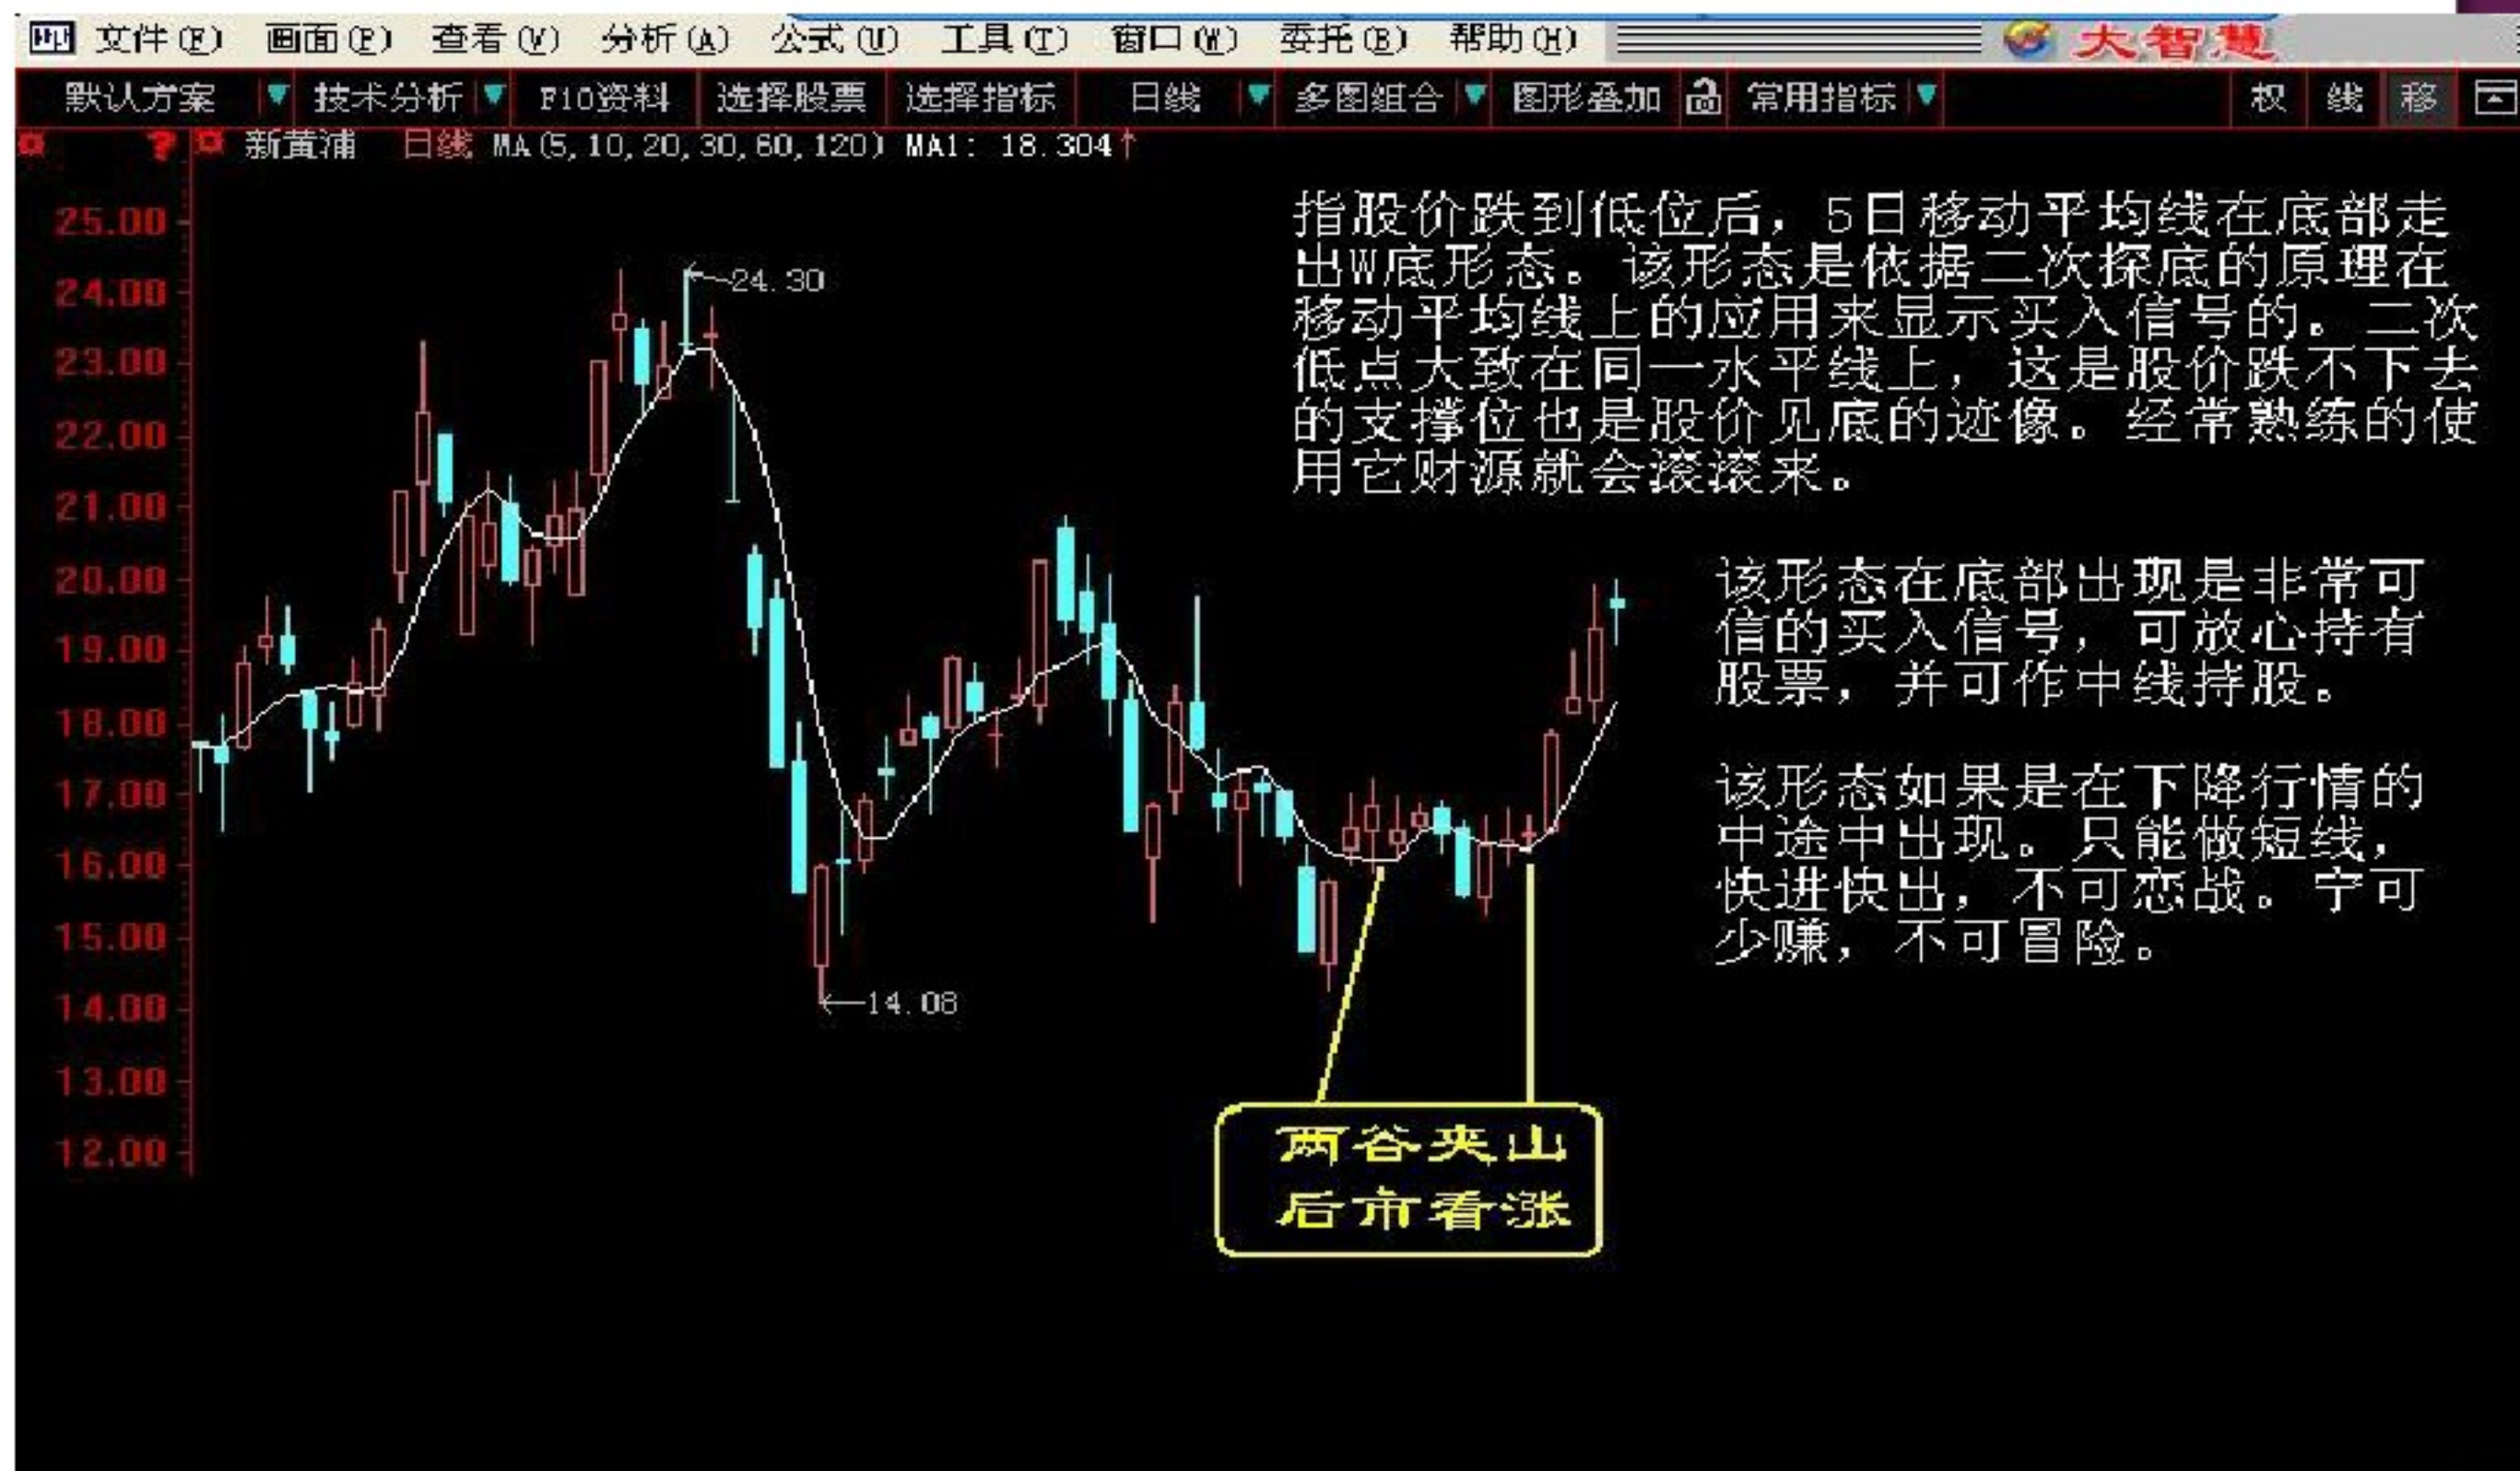 文件(F) 画面(P) 查看(V) 分析(A) 公式(U) 工具(T) 窗口(W) 委托(B) 帮助(H) 大智慧
默认方案 技术分析 F10资料 选择股票 选择指标 日线 多图组合 图形叠加 常用指标 权 线 移
? 新黄浦 日线 MA(5,10,20,30,60,120) MA1: 18.304↑
25.00
24.00
23.00
22.00
21.00
20.00
19.00
18.00
17.00
16.00
15.00
14.00
13.00
12.00
24.30
14.08
指股价跌到低位后，5日移动平均线在底部走
出W底形态。该形态是依据二次探底的原理在
移动平均线上的应用来显示买入信号的。二次
低点大致在同一水平线上，这是股价跌不下去
的支撑位也是股价见底的迹像。经常熟练的使
用它财源就会滚滚来。
该形态在底部出现是非常可
信的买入信号，可放心持有
股票，并可作中线持股。
该形态如果是在下降行情的
中途中出现。只能做短线，
快进快出，不可恋战。宁可
少赚，不可冒险。
两谷夹山
后市看涨